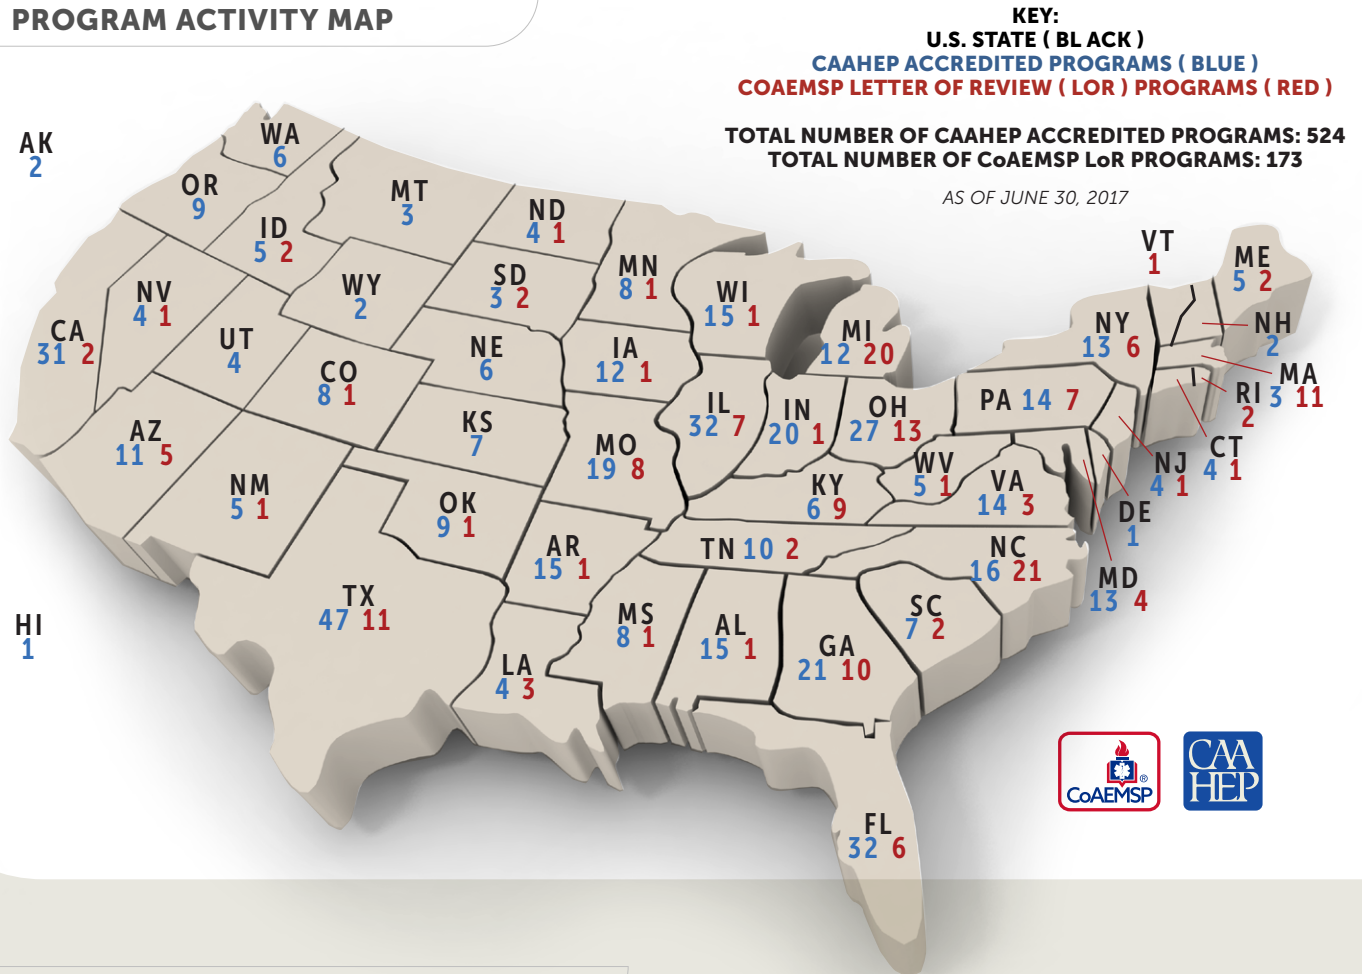 PROGRAM ACTIVITY MAP
KEY:
U.S. STATE ( BL ACK )
CAAHEP ACCREDITED PROGRAMS ( BLUE )
COAEMSP LETTER OF REVIEW ( LOR ) PROGRAMS ( RED )
TOTAL NUMBER OF CAAHEP ACCREDITED PROGRAMS: 524
TOTAL NUMBER OF CoAEMSP LoR PROGRAMS: 173
AS OF JUNE 30, 2017
AK
2
WA
6
OR
9
MT
3
ID
5 2
ND
4 1
MN
8 1
SD
3 2
WY
2
NV
4 1
CA
31 2
UT
4
CO
8 1
NE
6
IA
12 1
WI
15 1
MI
12 20
VT
1
ME
5 2
NY
13 6
NH
2
MA
3 11
RI
2
CT
4 1
NJ
4 1
DE
1
MD
13 4
PA 14 7
OH
27 13
IN
20 1
IL
32 7
KS
7
MO
19 8
AZ
11 5
NM
5 1
OK
9 1
KY
6 9
WV
5 1
VA
14 3
TN 10 2
NC
16 21
AR
15 1
TX
47 11
HI
1
LA
4 3
MS
8 1
AL
15 1
GA
21 10
SC
7 2
FL
32 6
CoAEMSP
®
CAA
HEP